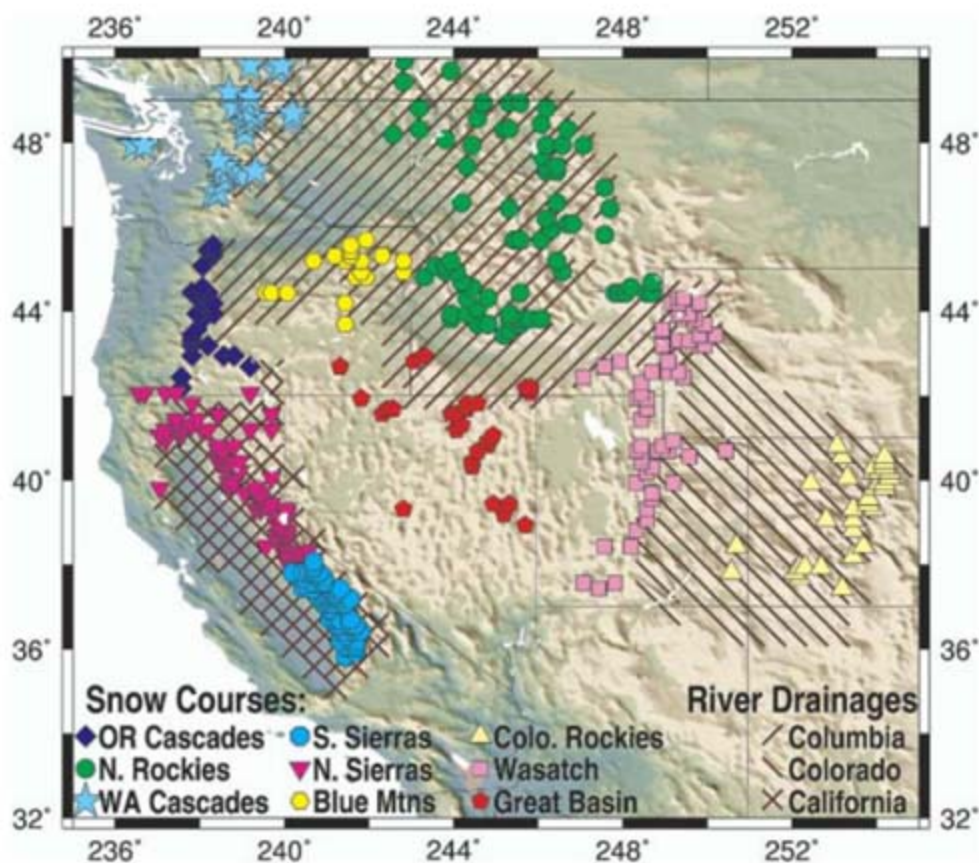 236° 240° 244° 248° 252°
48° 48°
44° 44°
40° 40°
36° 36°
Snow Courses: River Drainages
OR Cascades S. Sierras Colo. Rockies Columbia
N. Rockies N. Sierras Wasatch Colorado
WA Cascades Blue Mtns Great Basin California
32° 32°
236° 240° 244° 248° 252°